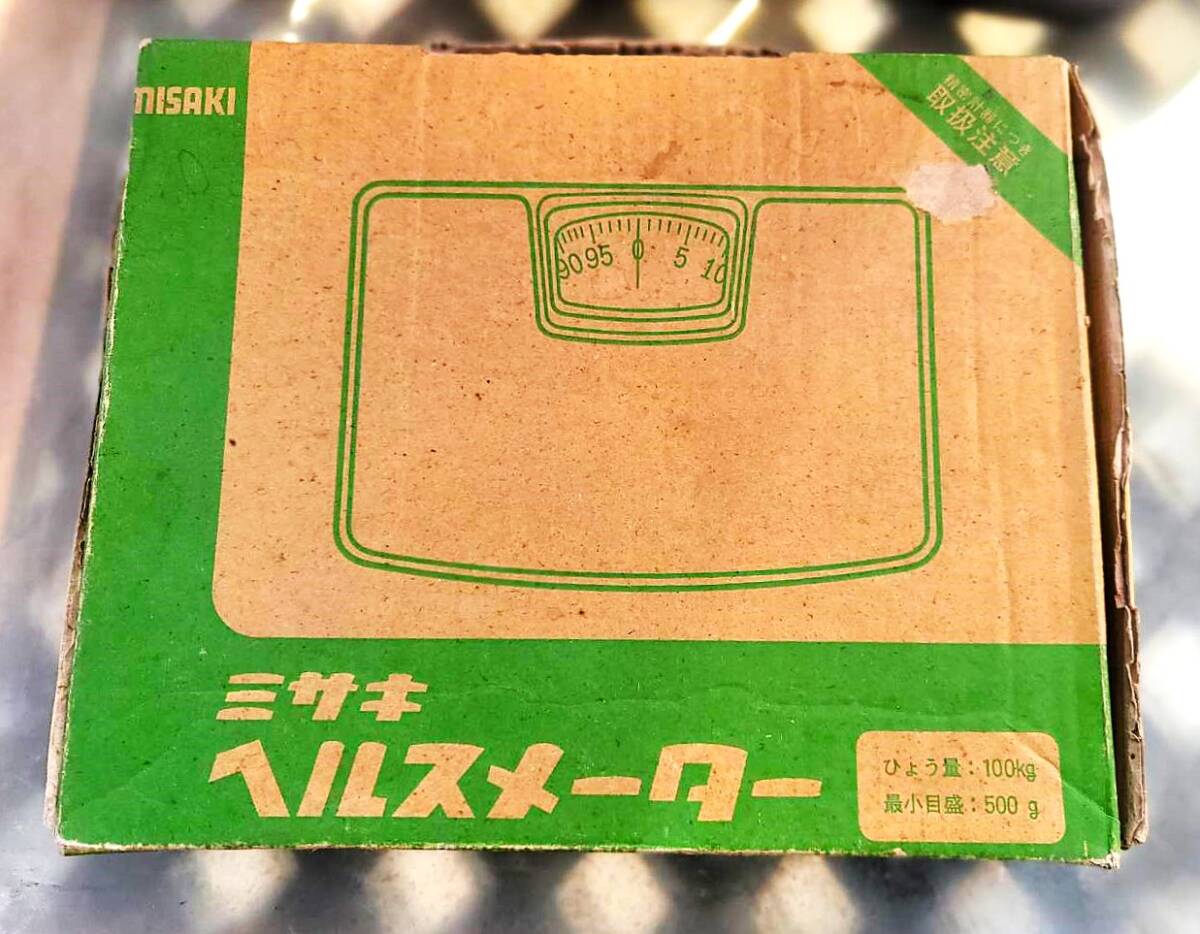 MISAKI
精密計器につき
取扱注意
90 95 0 5 10
ミサキ
ヘルスメーター
ひょう量：100kg
最小目盛：500g